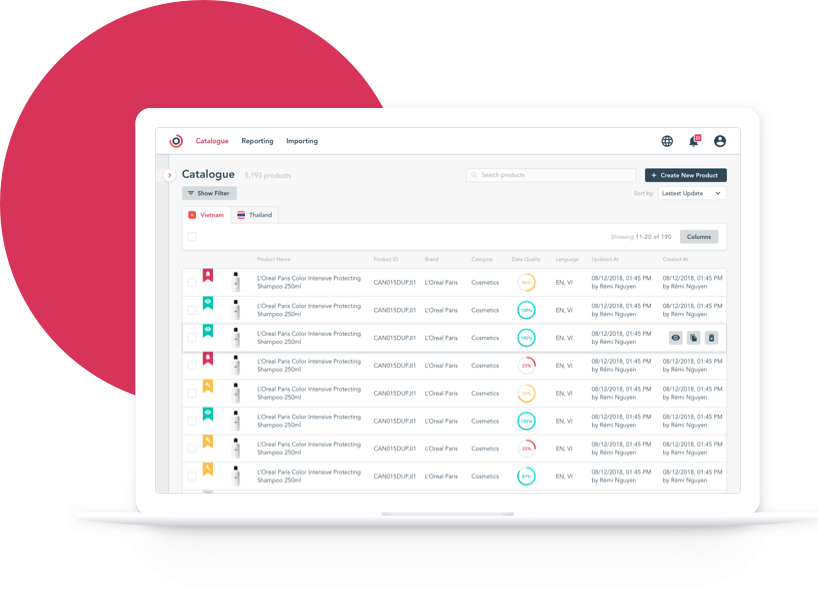 Catalogue Reporting Importing
Catalogue 5,193 products Search products + Create New Product
Show Filter Sort by: Lastest Update
Vietnam Thailand
Showing 11-20 of 190 Columns
Product Name Product ID Brand Category Data Quality Language Updated At Created At
L'Oreal Paris Color Intensive Protecting Shampoo 250ml CAN015DUPJI1 L'Oreal Paris Cosmetics EN, VI 08/12/2018, 01:45 PM by Rémi Nguyen 08/12/2018, 01:45 PM by Rémi Nguyen
L'Oreal Paris Color Intensive Protecting Shampoo 250ml CAN015DUPJI1 L'Oreal Paris Cosmetics 100% EN, VI 08/12/2018, 01:45 PM by Rémi Nguyen 08/12/2018, 01:45 PM by Rémi Nguyen
L'Oreal Paris Color Intensive Protecting Shampoo 250ml CAN015DUPJI1 L'Oreal Paris Cosmetics 100% EN, VI 08/12/2018, 01:45 PM by Rémi Nguyen
L'Oreal Paris Color Intensive Protecting Shampoo 250ml CAN015DUPJI1 L'Oreal Paris Cosmetics 23% EN, VI 08/12/2018, 01:45 PM by Rémi Nguyen 08/12/2018, 01:45 PM by Rémi Nguyen
L'Oreal Paris Color Intensive Protecting Shampoo 250ml CAN015DUPJI1 L'Oreal Paris Cosmetics EN, VI 08/12/2018, 01:45 PM by Rémi Nguyen 08/12/2018, 01:45 PM by Rémi Nguyen
L'Oreal Paris Color Intensive Protecting Shampoo 250ml CAN015DUPJI1 L'Oreal Paris Cosmetics 100% EN, VI 08/12/2018, 01:45 PM by Rémi Nguyen 08/12/2018, 01:45 PM by Rémi Nguyen
L'Oreal Paris Color Intensive Protecting Shampoo 250ml CAN015DUPJI1 L'Oreal Paris Cosmetics 23% EN, VI 08/12/2018, 01:45 PM by Rémi Nguyen 08/12/2018, 01:45 PM by Rémi Nguyen
L'Oreal Paris Color Intensive Protecting Shampoo 250ml CAN015DUPJI1 L'Oreal Paris Cosmetics EN, VI 08/12/2018, 01:45 PM by Rémi Nguyen 08/12/2018, 01:45 PM by Rémi Nguyen